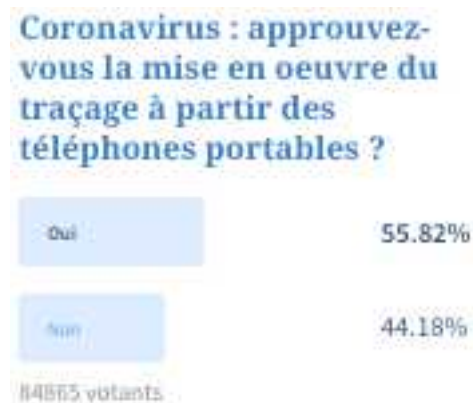 Coronavirus : approuvez-
vous la mise en oeuvre du
traçage à partir des
téléphones portables ?
Oui 55.82%
Non 44.18%
84865 votants